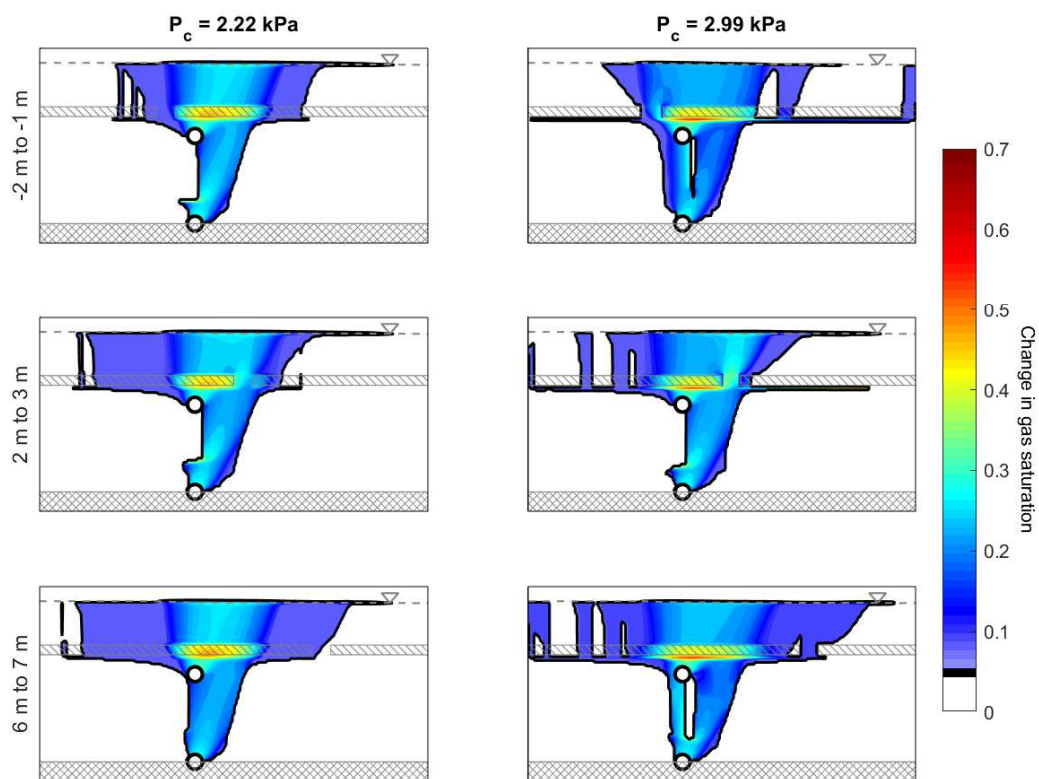 P_c = 2.22 kPa
P_c = 2.99 kPa
-2 m to -1 m
2 m to 3 m
6 m to 7 m
0.7
0.6
0.5
0.4
0.3
0.2
0.1
0
Change in gas saturation